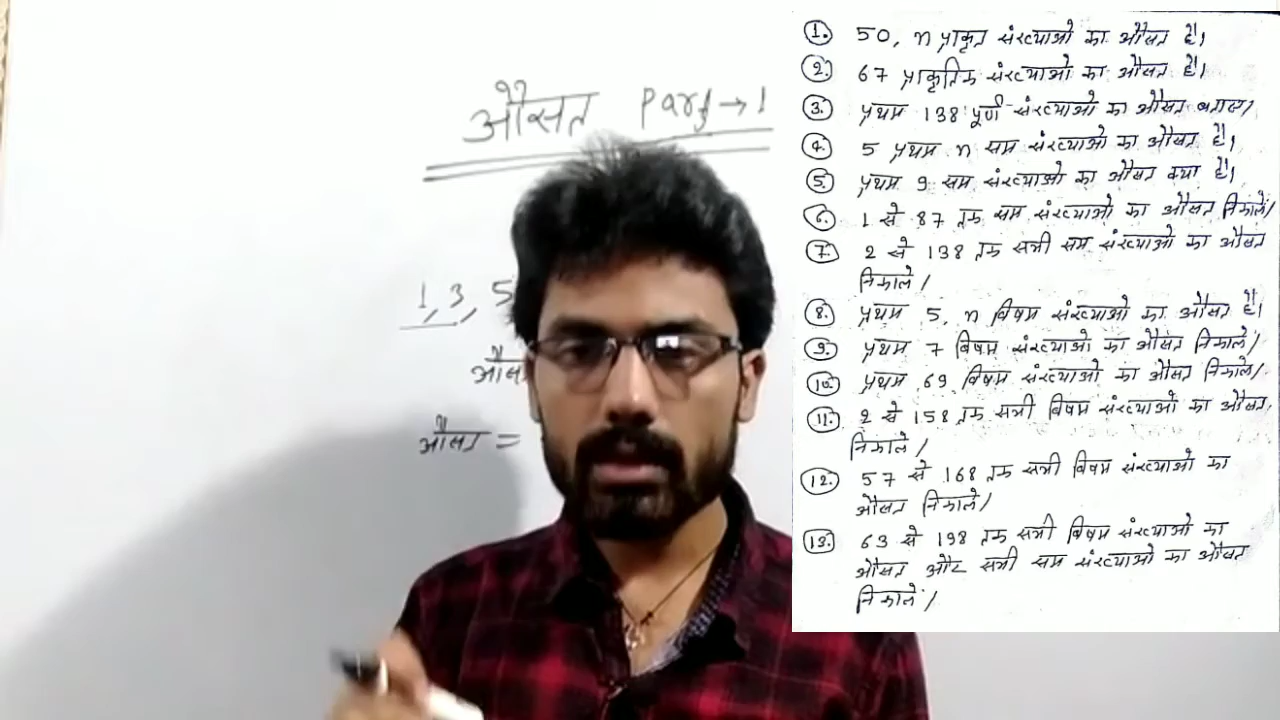 औसत Part → 1
1, 3, 5
औसत
औसत =
1. 50, n प्राकृत संख्याओ का औसत है।
2. 67 प्राकृतिक संख्याओ का औसत है।
3. प्रथम 138 पूर्ण संख्याओ का औसत बताए।
4. 5 प्रथम n सम संख्याओ का औसत है।
5. प्रथम 9 सम संख्याओ का औसत क्या है।
6. 1 से 87 तक सम संख्याओ का औसत निकाले।
7. 2 से 138 तक सभी सम संख्याओ का औसत
निकाले।
8. प्रथम 5, n विषम संख्याओ का औसत है।
9. प्रथम 7 विषम संख्याओ का औसत निकाले।
10. प्रथम 69 विषम संख्याओ का औसत निकाले।
11. 2 से 158 तक सभी विषम संख्याओ का औसत
निकाले।
12. 57 से 168 तक सभी विषम संख्याओ का
औसत निकाले।
13. 63 से 198 तक सभी विषम संख्याओ का
औसत और सभी सम संख्याओ का औसत
निकाले।